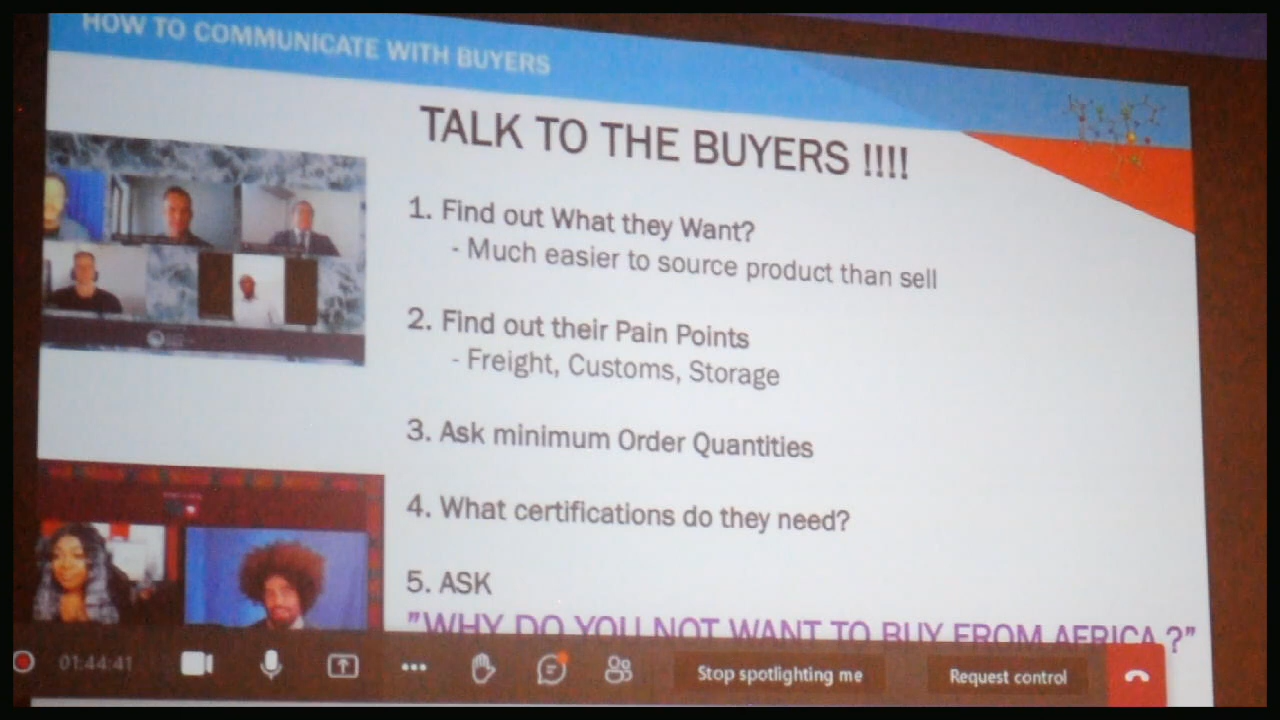 HOW TO COMMUNICATE WITH BUYERS
TALK TO THE BUYERS !!!!
1. Find out What they Want?
- Much easier to source product than sell
2. Find out their Pain Points
- Freight, Customs, Storage
3. Ask minimum Order Quantities
4. What certifications do they need?
5. ASK
"WHY DO YOU NOT WANT TO BUY FROM AFRICA ?"
01:44:41
Stop spotlighting me
Request control